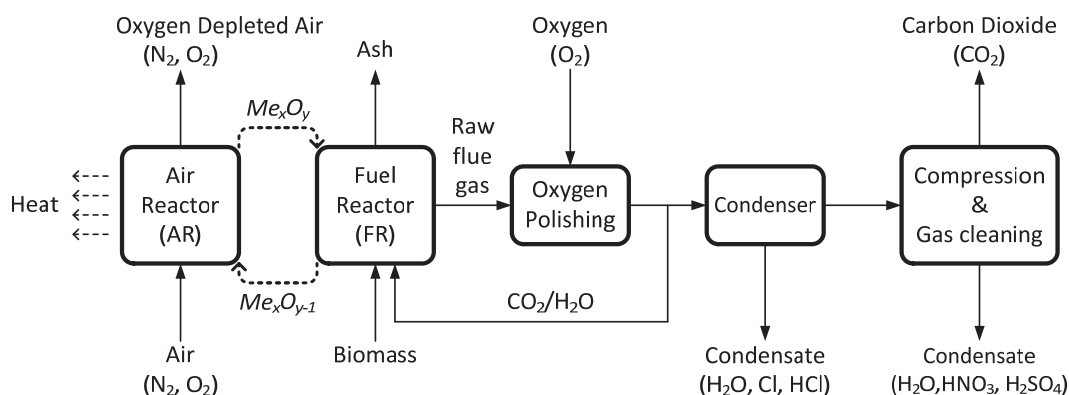 Oxygen Depleted Air
(N₂, O₂)
Ash
Oxygen
(O₂)
Carbon Dioxide
(CO₂)
MeₓOᵧ
Raw
flue
gas
Heat
Air
Reactor
(AR)
Fuel
Reactor
(FR)
Oxygen
Polishing
Condenser
Compression
&
Gas cleaning
MeₓOᵧ₋₁
CO₂/H₂O
Air
(N₂, O₂)
Biomass
Condensate
(H₂O, Cl, HCl)
Condensate
(H₂O,HNO₃, H₂SO₄)